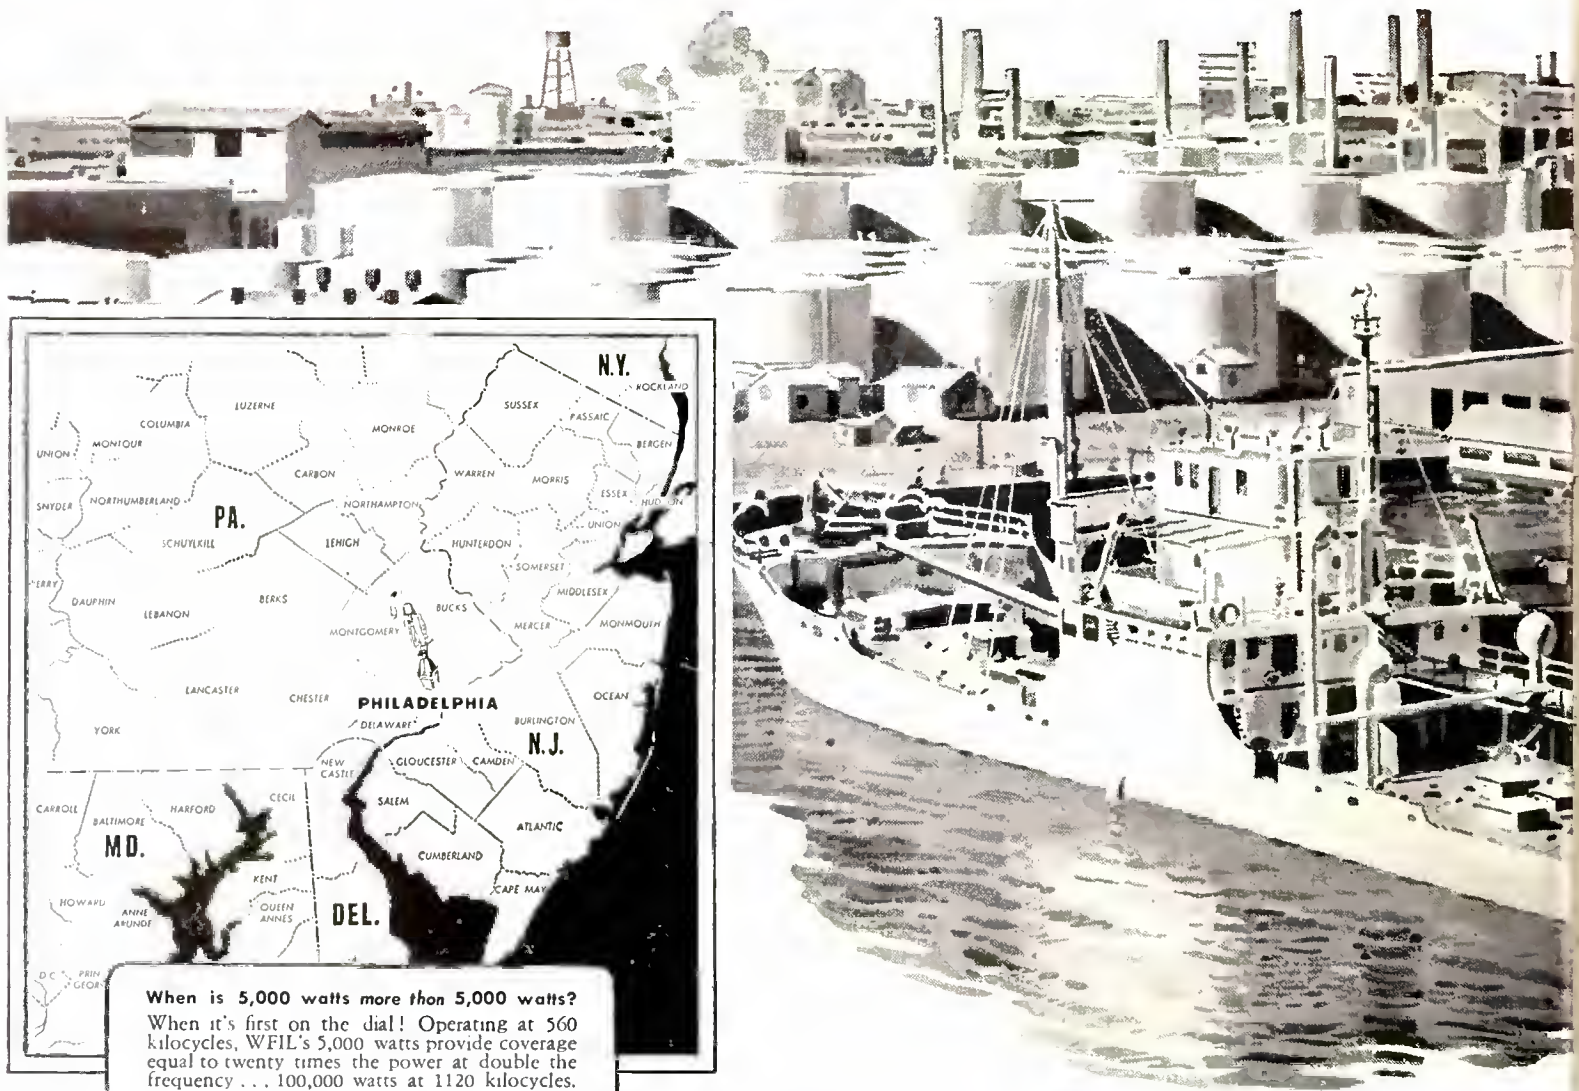 N.Y.
ROCKLAND
LUZERNE
SUSSEX
PASSAIC
COLUMBIA
MONROE
BERGEN
UNION
MONTOUR
CARBON
WARREN
MORRIS
ESSEX
HUDSON
SNYDER
NORTHUMBERLAND
PA.
NORTHAMPTON
UNION
SCHUYLKILL
LEHIGH
HUNTERDON
SOMERSET
DAUPHIN
LEBANON
BERKS
BUCKS
MIDDLESEX
MONTGOMERY
MERCER
MONMOUTH
LANCASTER
CHESTER
PHILADELPHIA
OCEAN
YORK
DELAWARE
BURLINGTON
N.J.
NEW
CASTLE
GLOUCESTER
CAMDEN
CARROLL
HARFORD
CECIL
SALEM
BALTIMORE
ATLANTIC
MD.
CUMBERLAND
KENT
CAPE MAY
HOWARD
ANNE
QUEEN
ANNES
DEL.
D.C.
PRIN
GEOR
When is 5,000 watts more than 5,000 watts?
When it's first on the dial! Operating at 560
kilocycles, WFIL's 5,000 watts provide coverage
equal to twenty times the power at double the
frequency . . . 100,000 watts at 1120 kilocycles.